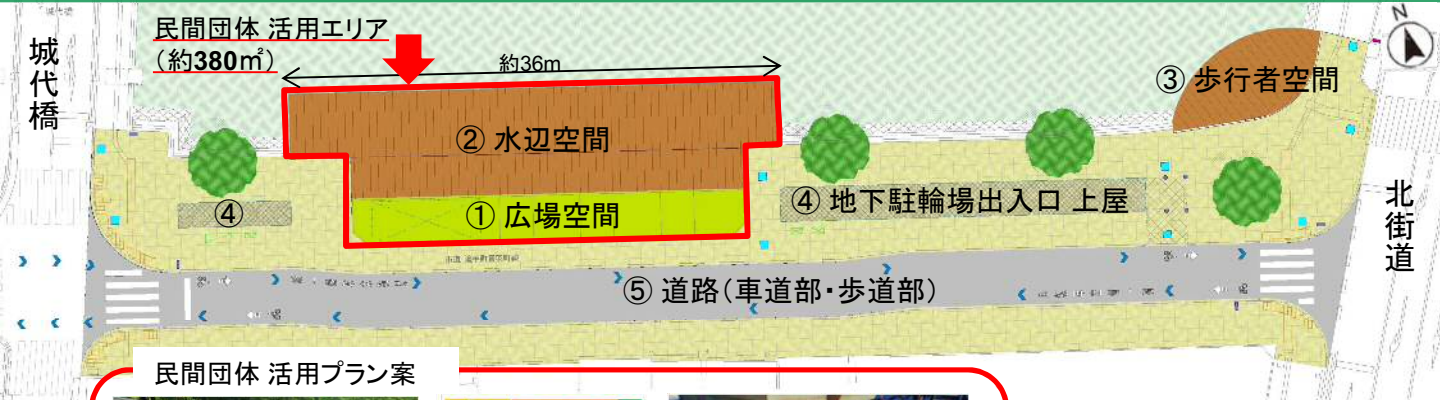 民間団体 活用エリア
（約380㎡）
約36m
N
城代橋
② 水辺空間
③ 歩行者空間
① 広場空間
④
④ 地下駐輪場出入口 上屋
北街道
⑤ 道路（車道部・歩道部）
民間団体 活用プラン案